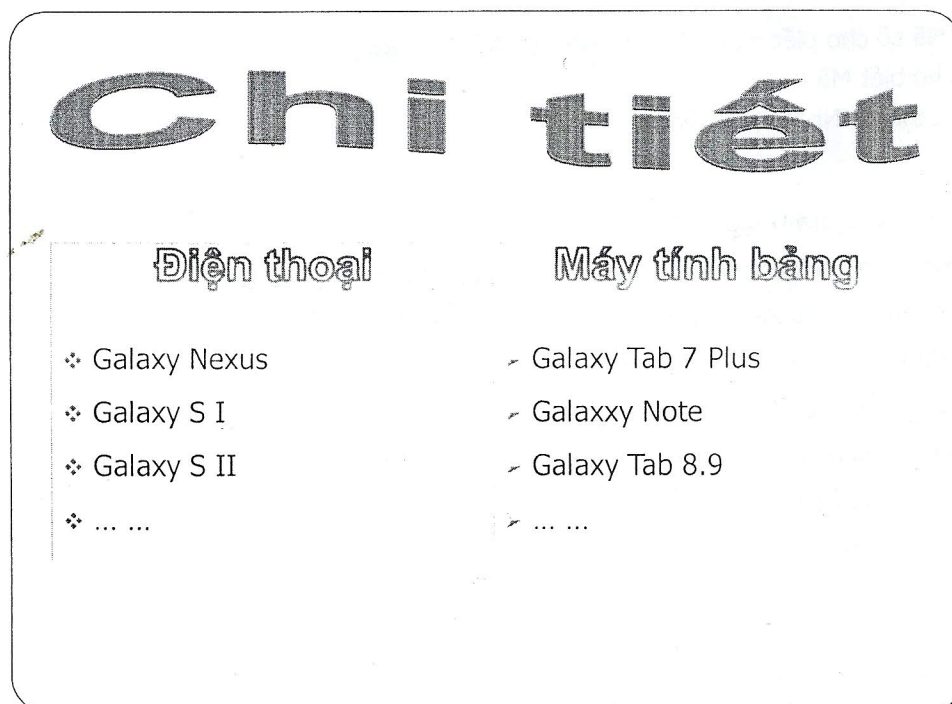 Chi tiết
Điện thoại
❖ Galaxy Nexus
❖ Galaxy S I
❖ Galaxy S II
❖ ... ...
Máy tính bảng
➢ Galaxy Tab 7 Plus
➢ Galaxxy Note
➢ Galaxy Tab 8.9
➢ ... ...